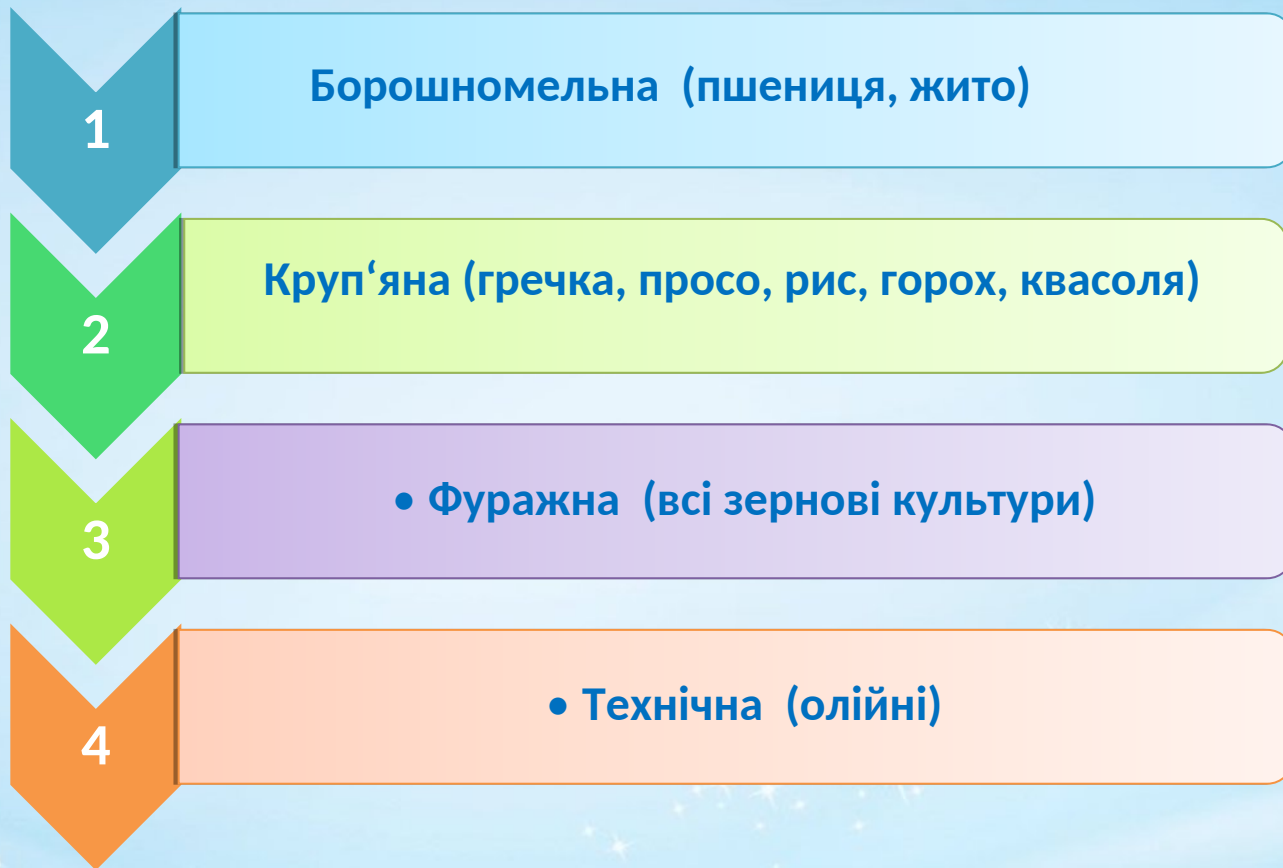 1
Борошномельна  (пшениця, жито)
2
Круп‘яна (гречка, просо, рис, горох, квасоля)
3
• Фуражна  (всі зернові культури)
4
• Технічна  (олійні)